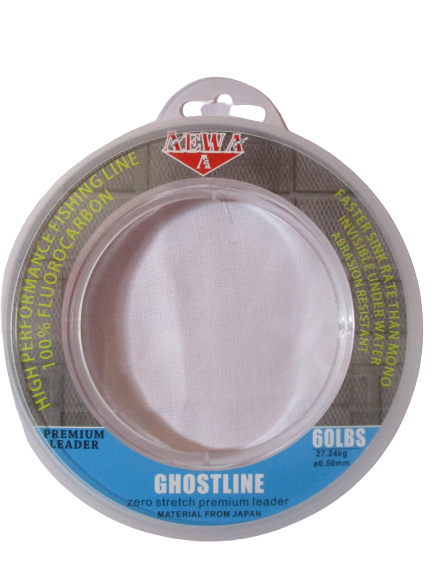 AEWA
A
HIGH PERFORMANCE FISHING LINE
100% FLUOROCARBON
FASTER SINK RATE THAN MONO
INVISIBLE UNDER WATER
ABRASION RESISTANT
PREMIUM
LEADER
60LBS
27.24kg
ø0.50mm
GHOSTLINE
zero stretch premium leader
MATERIAL FROM JAPAN